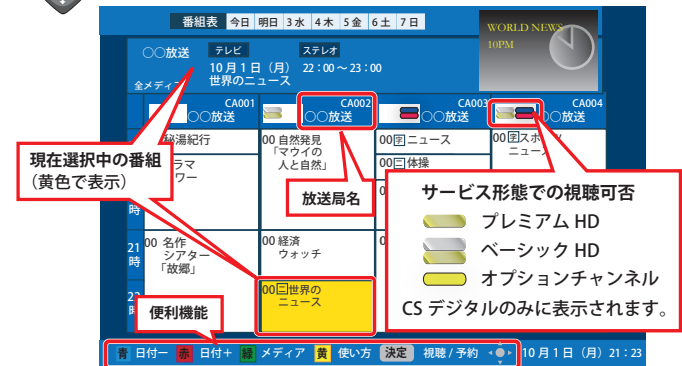 番組表 今日 明日 3水 4木 5金 6土 7日
WORLD NEWS
10PM
○○放送 テレビ ステレオ
10月1日（月） 22：00～23：00
全メディ 世界のニュース
CA001 CA002 CA003 CA004
○○放送 ○○放送 ○○放送 ○○放送
秘湯紀行
00 自然発見
「マウイの
人と自然」
00字ニュース
00字スポーツ
ニュース
00二体操
現在選択中の番組
（黄色で表示）
ラマ
ワー
時
放送局名
サービス形態での視聴可否
プレミアム HD
ベーシック HD
オプションチャンネル
CS デジタルのみに表示されます。
21
時
00 名作
シアター
「故郷」
00 経済
ウォッチ
00二世界の
ニュース
便利機能
青 日付ー 赤 日付＋ 緑 メディア 黄 使い方 決定 視聴 / 予約 10月1日（月）21：23